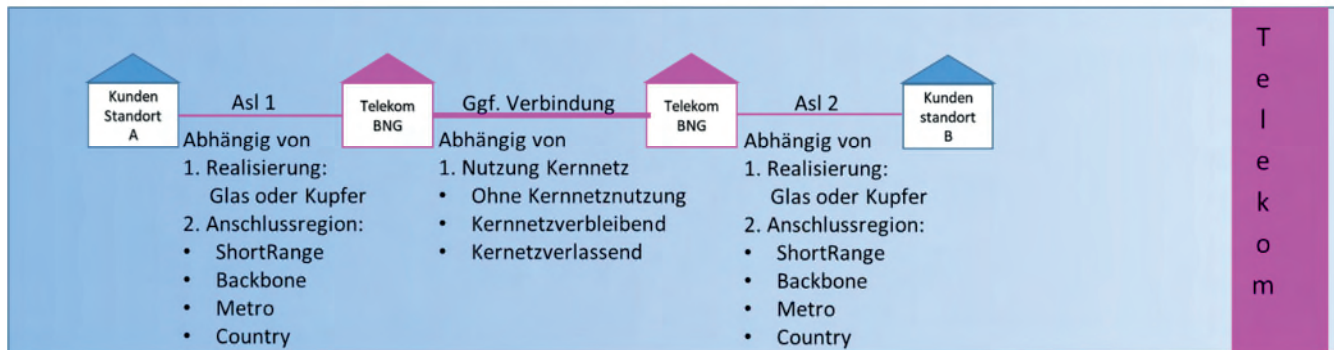 Kunden
Standort
A
Asl 1
Telekom
BNG
Ggf. Verbindung
Telekom
BNG
Asl 2
Kunden
standort
B
Abhängig von
1. Realisierung:
Glas oder Kupfer
2. Anschlussregion:
• ShortRange
• Backbone
• Metro
• Country
Abhängig von
1. Nutzung Kernnetz
• Ohne Kernnetznutzung
• Kernnetzverbleibend
• Kernetzverlassend
Abhängig von
1. Realisierung:
Glas oder Kupfer
2. Anschlussregion:
• ShortRange
• Backbone
• Metro
• Country
T
e
l
e
k
o
m